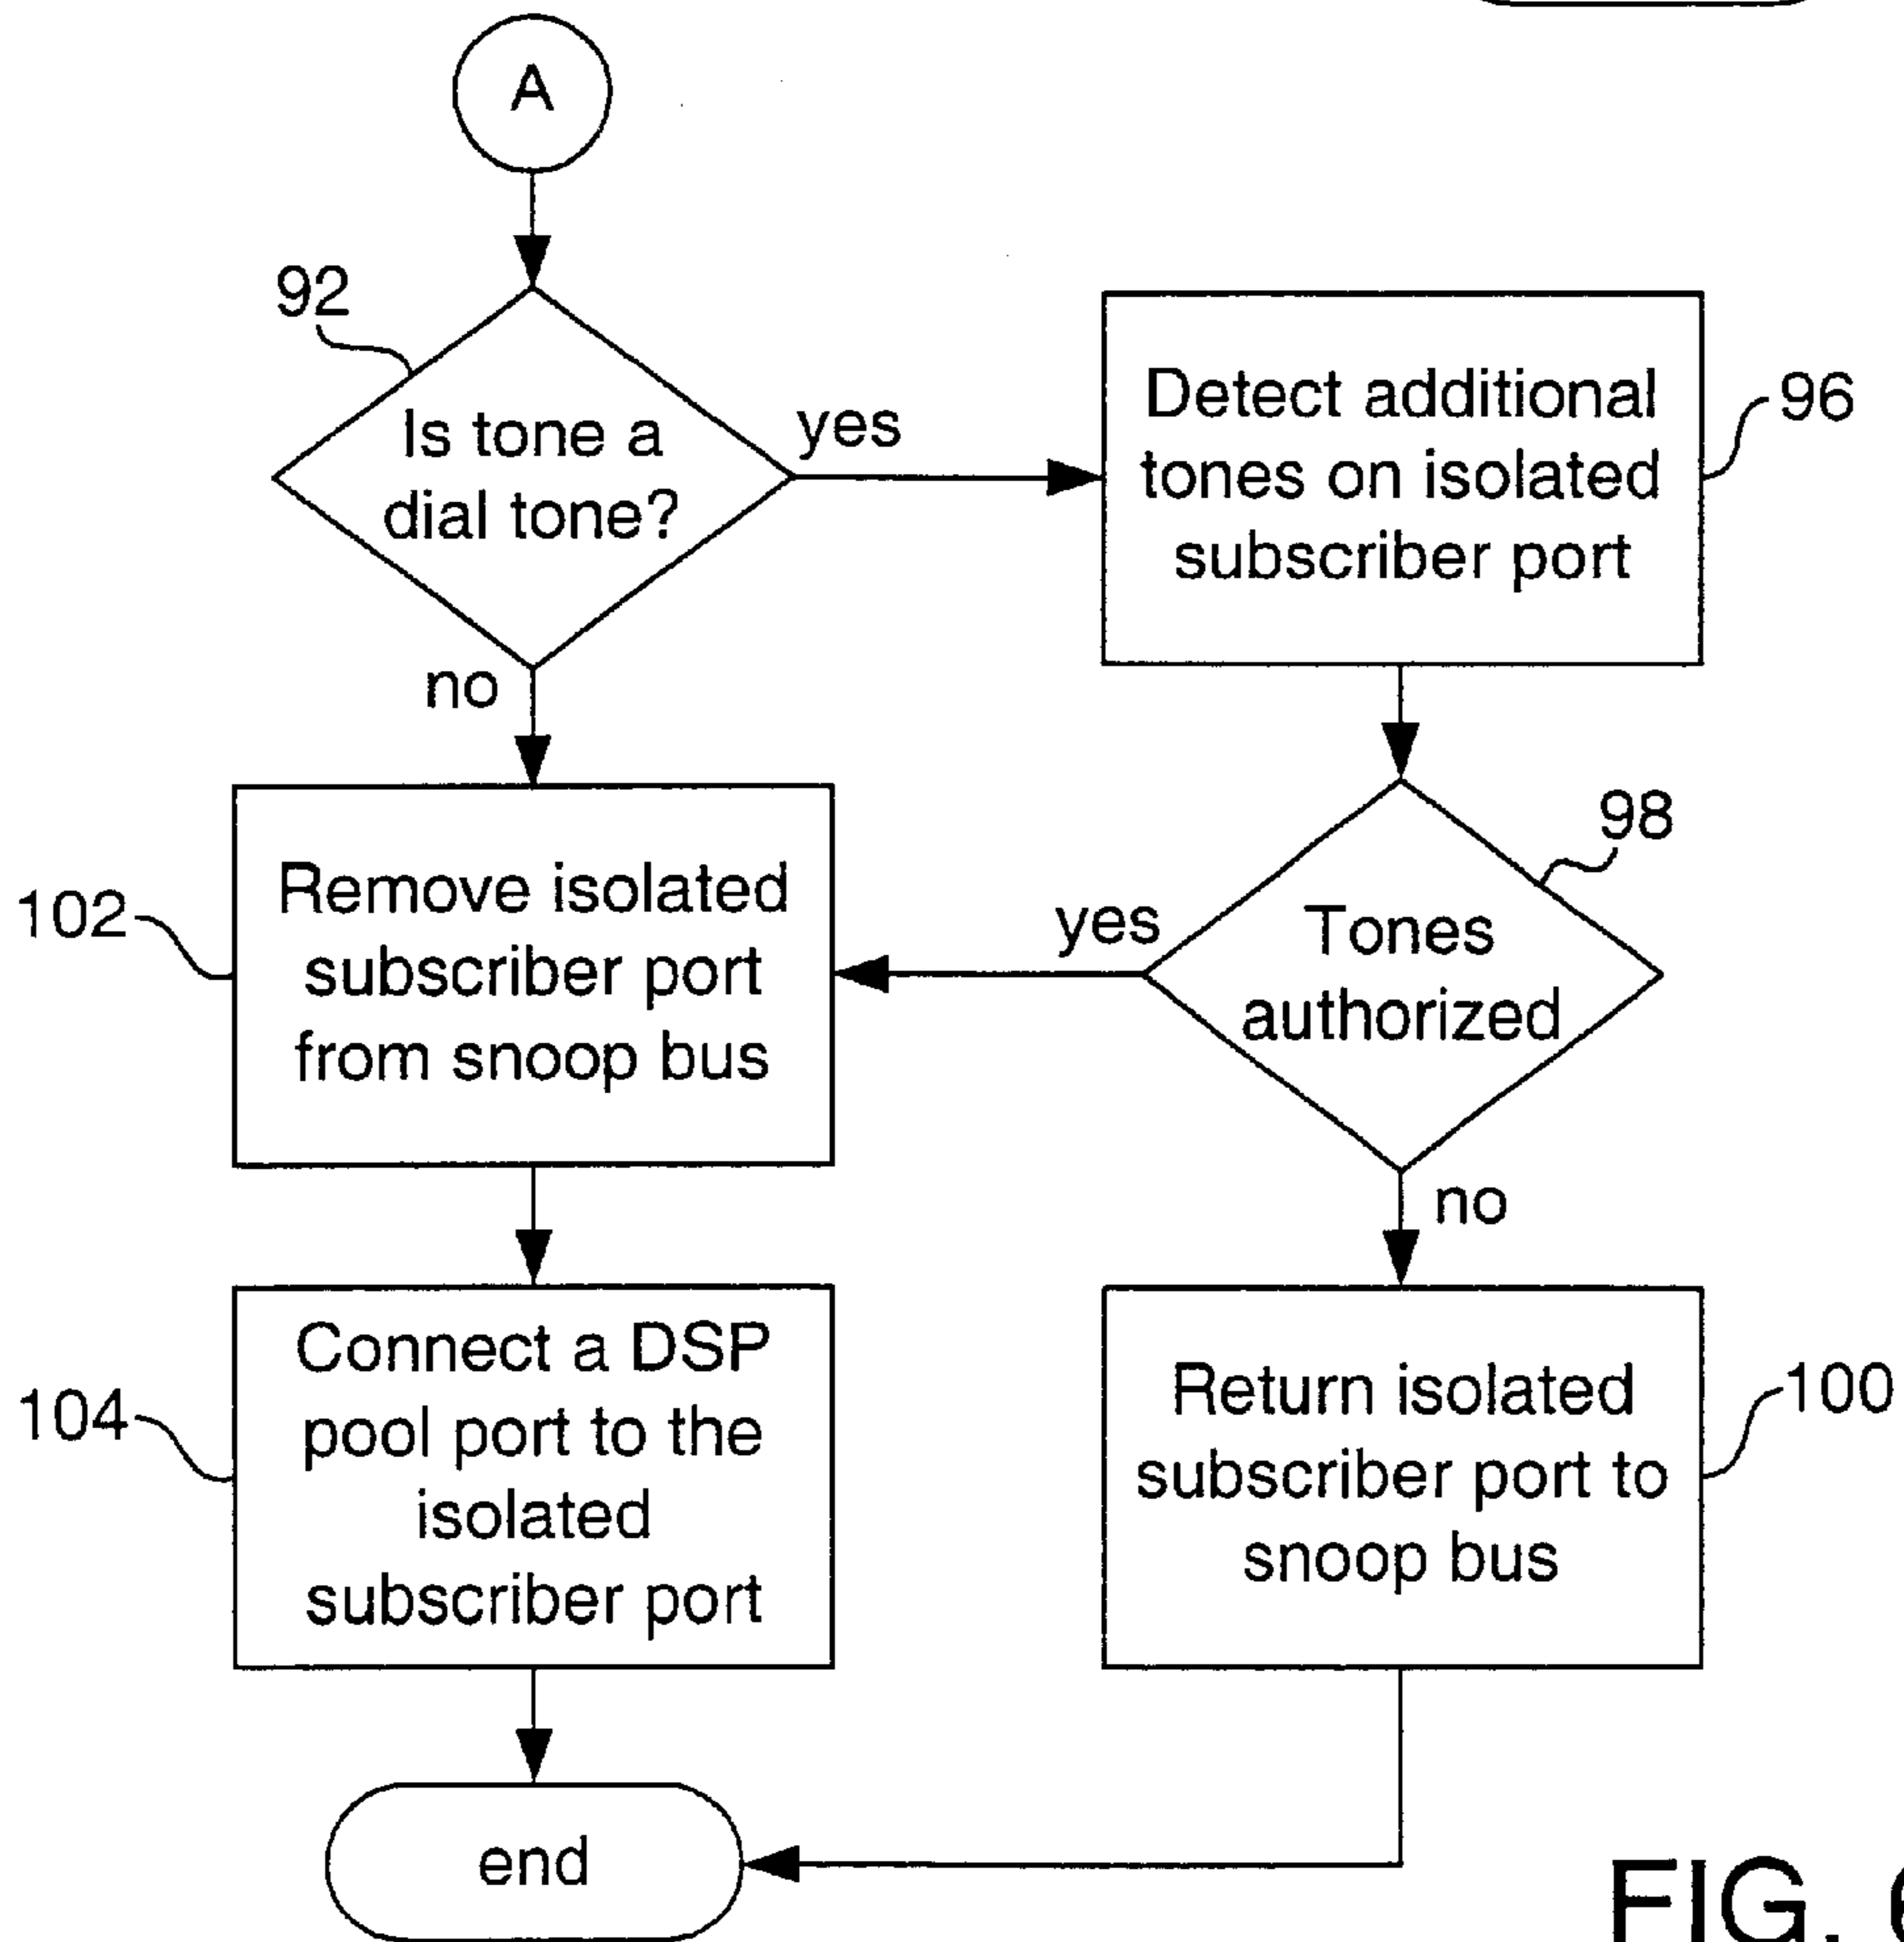 A
92
Is tone a
dial tone?
yes
no
Detect additional
tones on isolated
subscriber port
96
98
Tones
authorized
yes
no
102
Remove isolated
subscriber port
from snoop bus
104
Connect a DSP
pool port to the
isolated
subscriber port
Return isolated
subscriber port to
snoop bus
100
end
FIG.